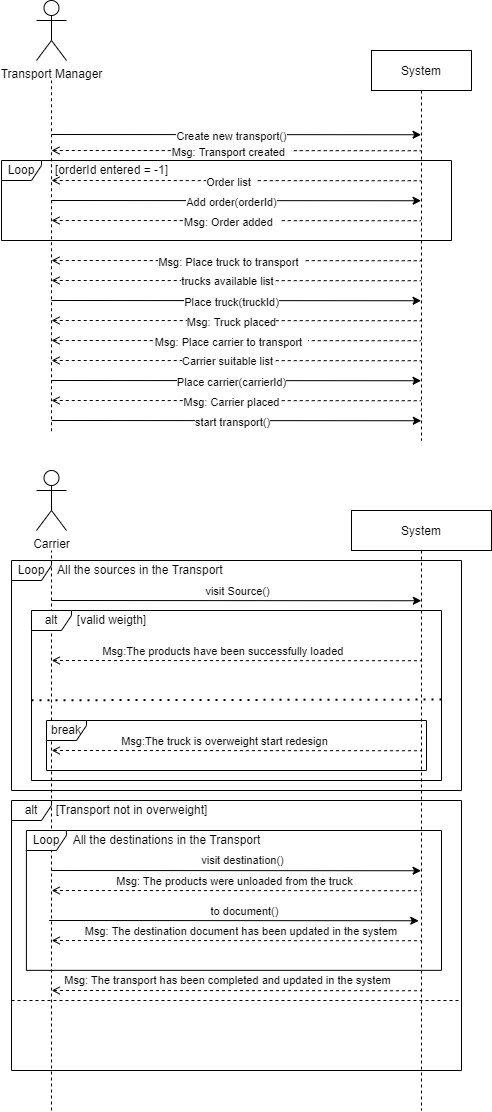 Transport Manager
System
Create new transport()
Msg: Transport created
Loop
[orderId entered = -1]
Order list
Add order(orderId)
Msg: Order added
Msg: Place truck to transport
trucks available list
Place truck(truckId)
Msg: Truck placed
Msg: Place carrier to transport
Carrier suitable list
Place carrier(carrierId)
Msg: Carrier placed
start transport()
Carrier
System
Loop
All the sources in the Transport
visit Source()
alt
[valid weigth]
Msg:The products have been successfully loaded
break
Msg:The truck is overweight start redesign
alt
[Transport not in overweight]
Loop
All the destinations in the Transport
visit destination()
Msg: The products were unloaded from the truck
to document()
Msg: The destination document has been updated in the system
Msg: The transport has been completed and updated in the system